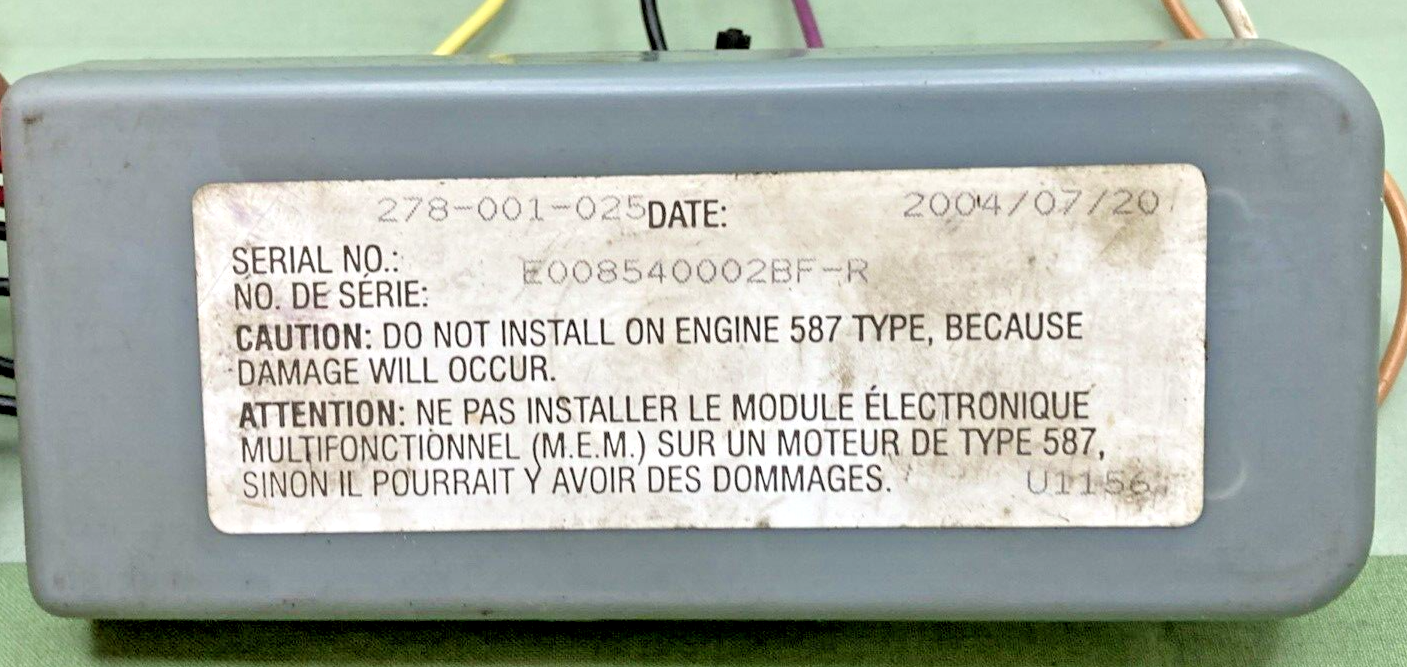 278-001-025 DATE: 2004/07/20
SERIAL NO.: E008540002BF-R
NO. DE SÉRIE:
CAUTION: DO NOT INSTALL ON ENGINE 587 TYPE, BECAUSE
DAMAGE WILL OCCUR.
ATTENTION: NE PAS INSTALLER LE MODULE ÉLECTRONIQUE
MULTIFONCTIONNEL (M.E.M.) SUR UN MOTEUR DE TYPE 587,
SINON IL POURRAIT Y AVOIR DES DOMMAGES. U1156